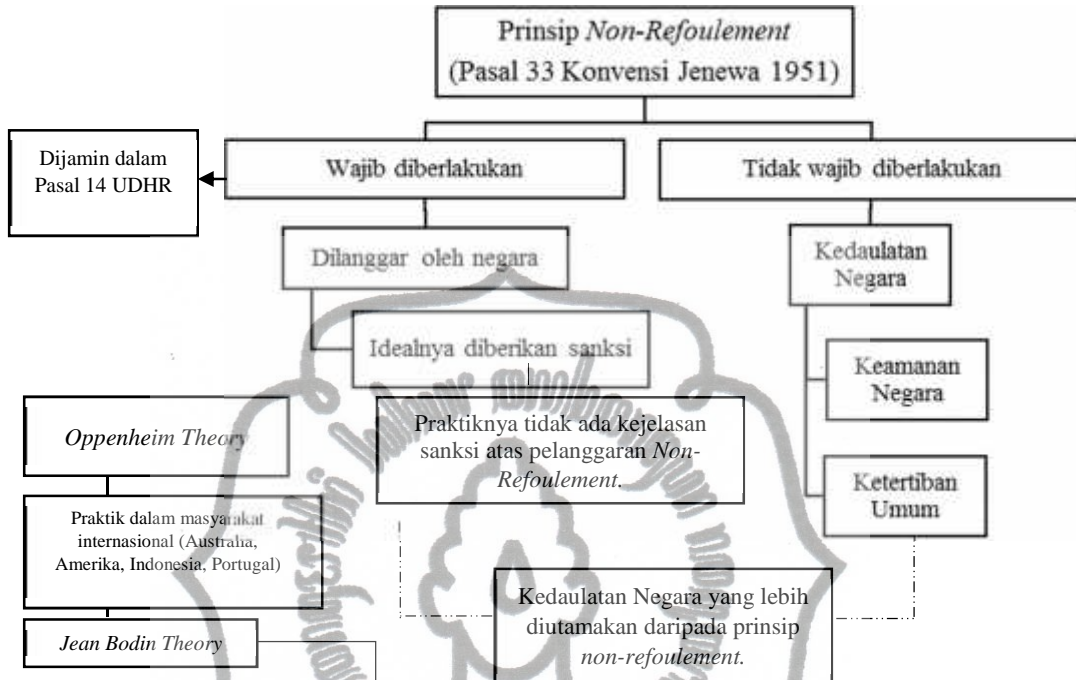 Prinsip Non-Refoulement
(Pasal 33 Konvensi Jenewa 1951)
Dijamin dalam
Pasal 14 UDHR
Wajib diberlakukan
Tidak wajib diberlakukan
Dilanggar oleh negara
Kedaulatan
Negara
Idealnya diberikan sanksi
Keamanan
Negara
Oppenheim Theory
Praktiknya tidak ada kejelasan
sanksi atas pelanggaran Non-
Refoulement.
Ketertiban
Umum
Praktik dalam masyarakat
internasional (Australia,
Amerika, Indonesia, Portugal)
Kedaulatan Negara yang lebih
diutamakan daripada prinsip
non-refoulement.
Jean Bodin Theory